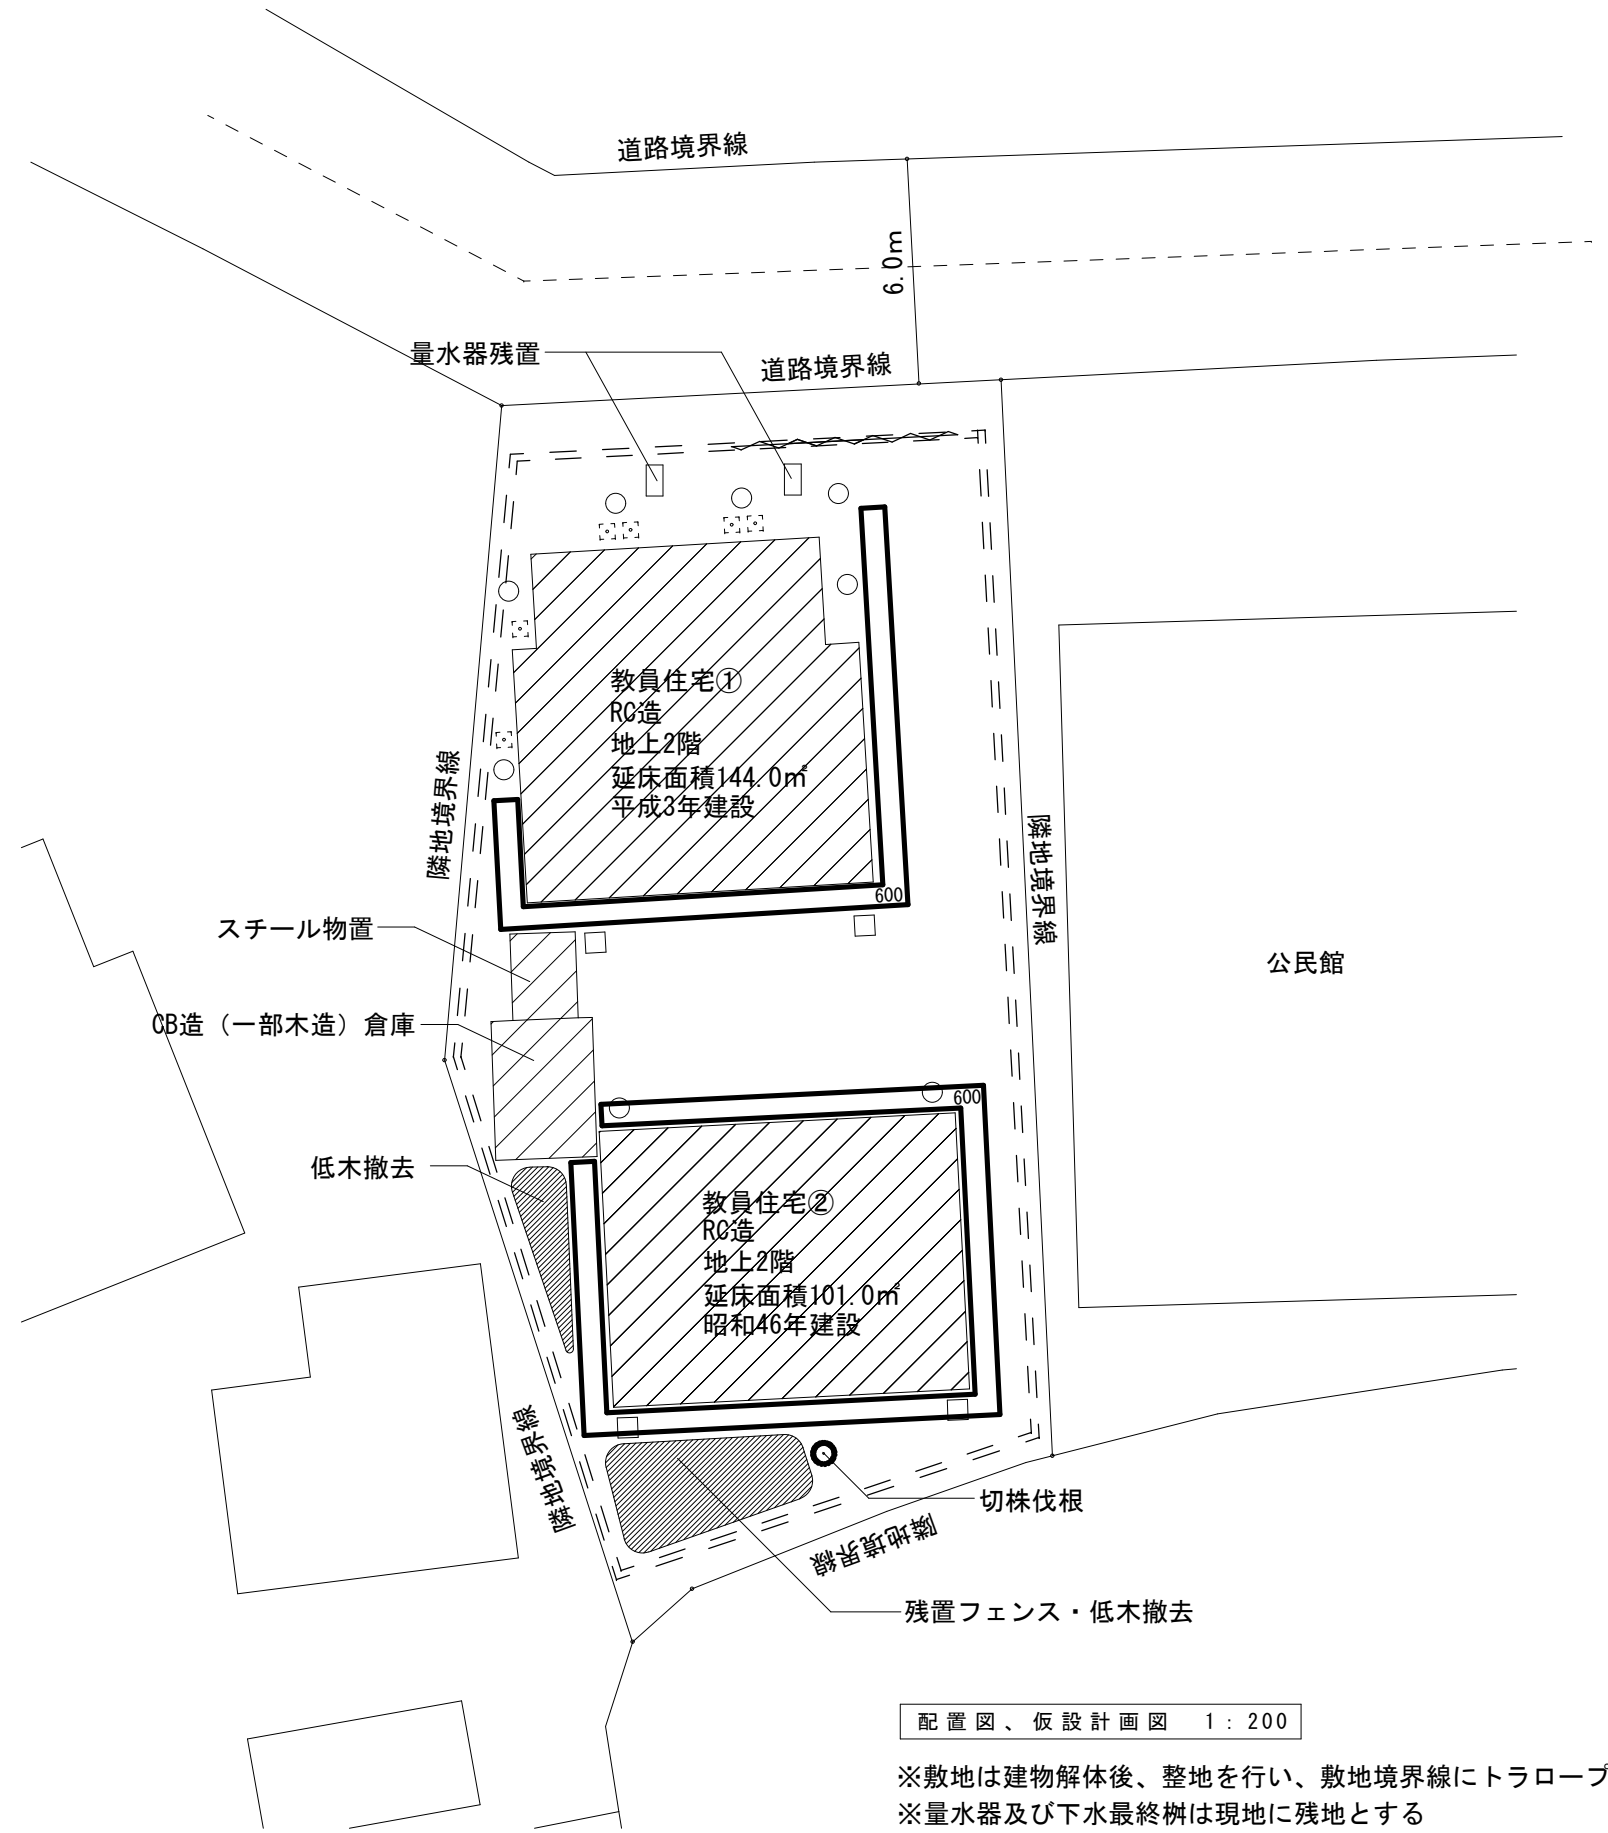 道路境界線
6.0m
量水器残置
道路境界線
教員住宅①
RC造
地上2階
延床面積144.0㎡
平成3年建設
隣地境界線
隣地境界線
600
スチール物置
公民館
CB造（一部木造）倉庫
600
低木撤去
教員住宅②
RC造
地上2階
延床面積101.0㎡
昭和46年建設
隣地境界線
切株伐根
隣地境界線
残置フェンス・低木撤去
配置図、仮設計画図 1：200
※敷地は建物解体後、整地を行い、敷地境界線にトラロープ
※量水器及び下水最終桝は現地に残地とする